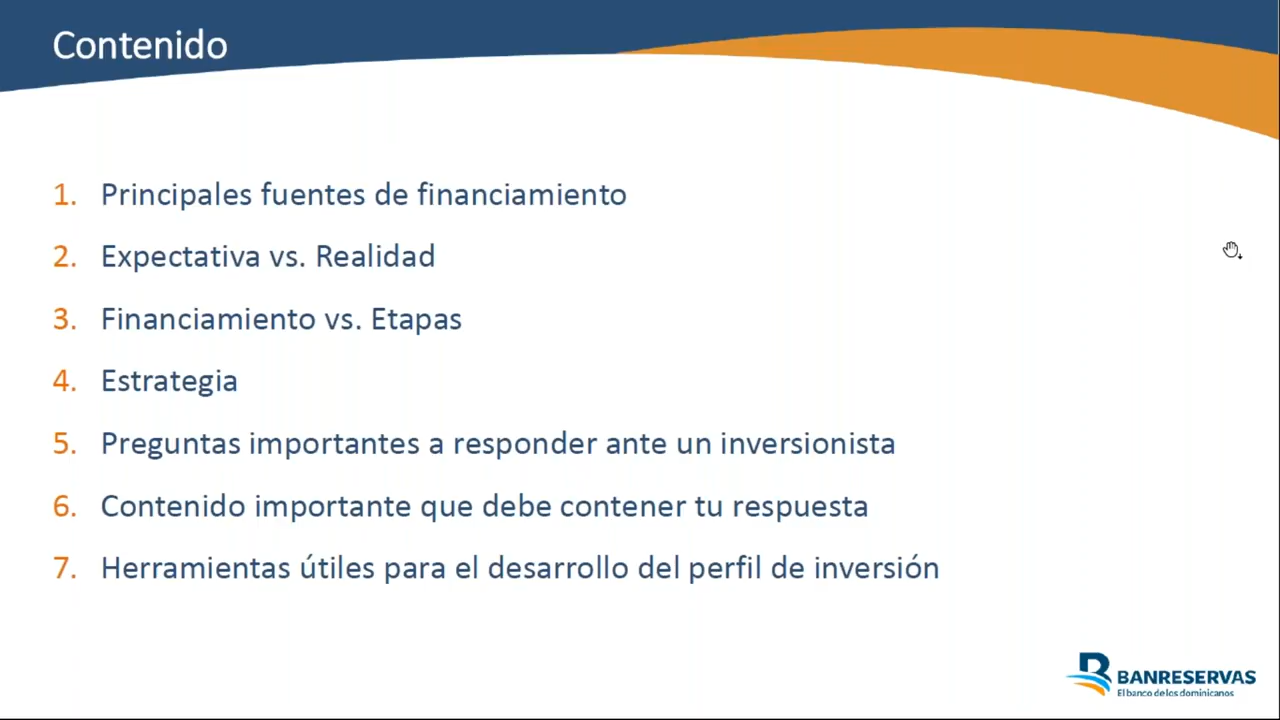 Contenido
1. Principales fuentes de financiamiento
2. Expectativa vs. Realidad
3. Financiamiento vs. Etapas
4. Estrategia
5. Preguntas importantes a responder ante un inversionista
6. Contenido importante que debe contener tu respuesta
7. Herramientas útiles para el desarrollo del perfil de inversión
BANRESERVAS
El banco de los dominicanos